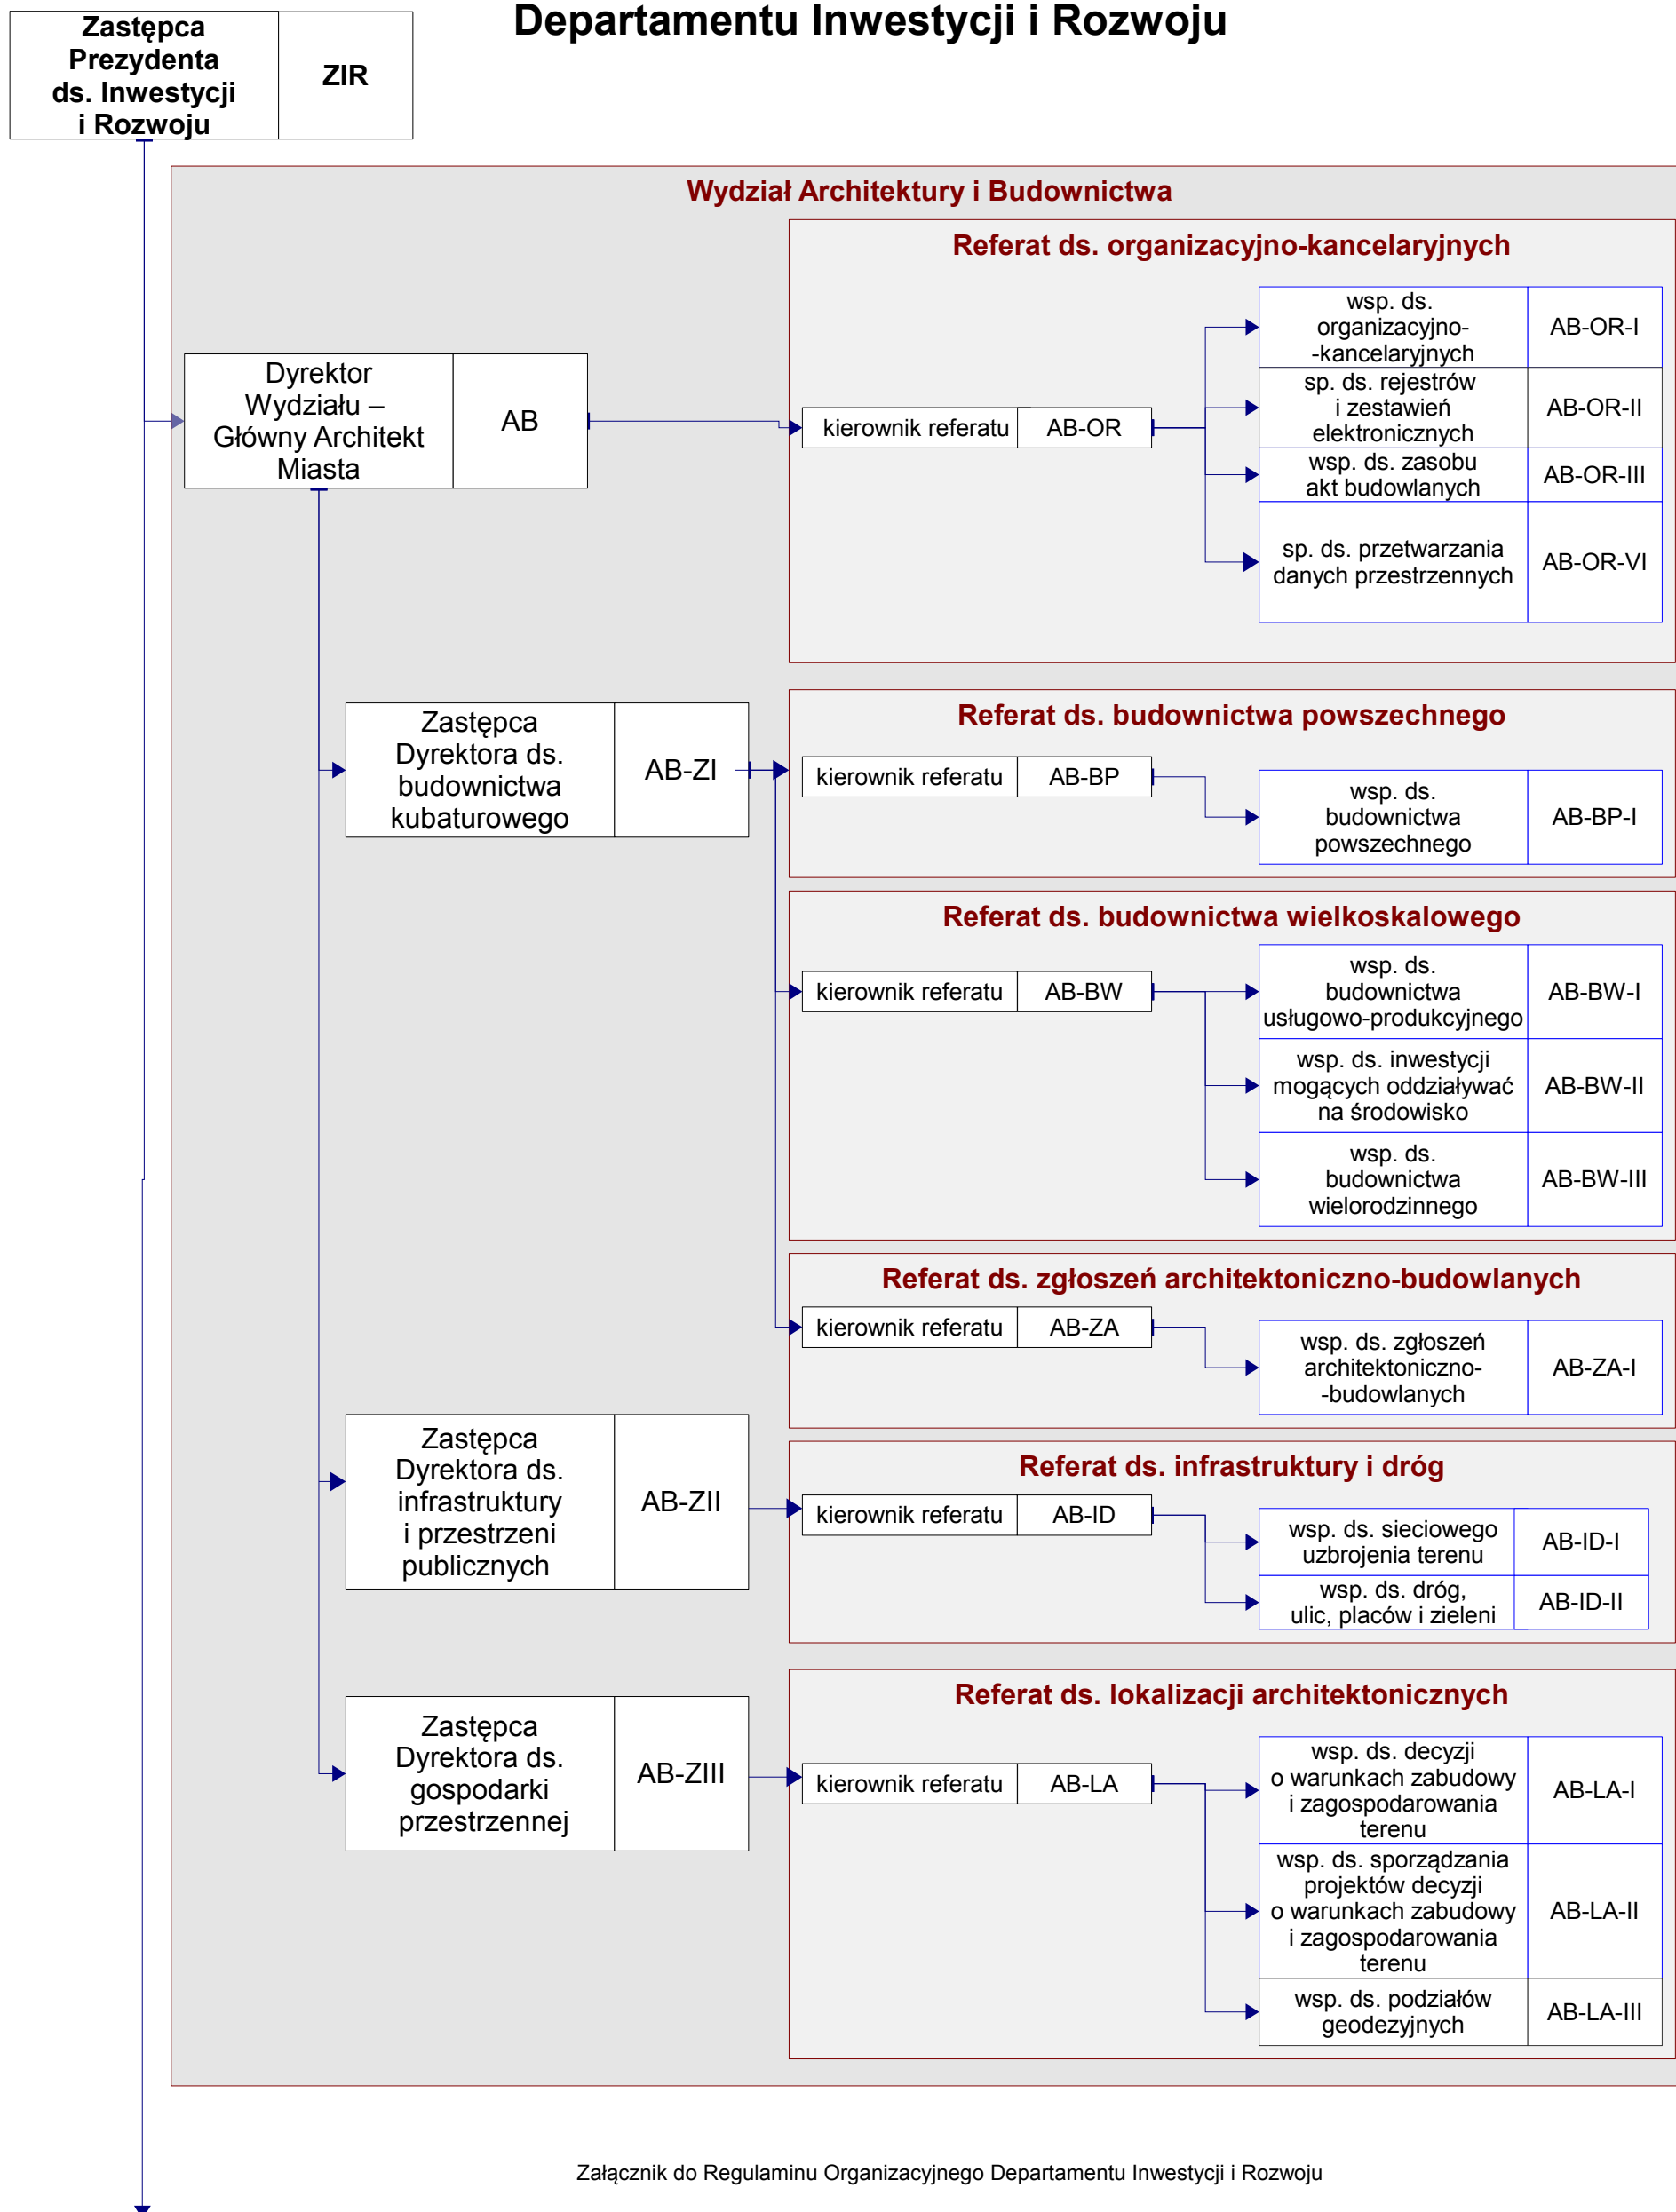 Departamentu Inwestycji i Rozwoju
Zastępca
Prezydenta
ds. Inwestycji
i Rozwoju
ZIR
Wydział Architektury i Budownictwa
Referat ds. organizacyjno-kancelaryjnych
Dyrektor
Wydziału –
Główny Architekt
Miasta
AB
kierownik referatu
AB-OR
wsp. ds.
organizacyjno-
-kancelaryjnych
AB-OR-I
sp. ds. rejestrów
i zestawień
elektronicznych
AB-OR-II
wsp. ds. zasobu
akt budowlanych
AB-OR-III
sp. ds. przetwarzania
danych przestrzennych
AB-OR-VI
Zastępca
Dyrektora ds.
budownictwa
kubaturowego
AB-ZI
Referat ds. budownictwa powszechnego
kierownik referatu
AB-BP
wsp. ds.
budownictwa
powszechnego
AB-BP-I
Referat ds. budownictwa wielkoskalowego
kierownik referatu
AB-BW
wsp. ds.
budownictwa
usługowo-produkcyjnego
AB-BW-I
wsp. ds. inwestycji
mogących oddziaływać
na środowisko
AB-BW-II
wsp. ds.
budownictwa
wielorodzinnego
AB-BW-III
Referat ds. zgłoszeń architektoniczno-budowlanych
kierownik referatu
AB-ZA
wsp. ds. zgłoszeń
architektoniczno-
-budowlanych
AB-ZA-I
Zastępca
Dyrektora ds.
infrastruktury
i przestrzeni
publicznych
AB-ZII
Referat ds. infrastruktury i dróg
kierownik referatu
AB-ID
wsp. ds. sieciowego
uzbrojenia terenu
AB-ID-I
wsp. ds. dróg,
ulic, placów i zieleni
AB-ID-II
Zastępca
Dyrektora ds.
gospodarki
przestrzennej
AB-ZIII
Referat ds. lokalizacji architektonicznych
kierownik referatu
AB-LA
wsp. ds. decyzji
o warunkach zabudowy
i zagospodarowania
terenu
AB-LA-I
wsp. ds. sporządzania
projektów decyzji
o warunkach zabudowy
i zagospodarowania
terenu
AB-LA-II
wsp. ds. podziałów
geodezyjnych
AB-LA-III
Załącznik do Regulaminu Organizacyjnego Departamentu Inwestycji i Rozwoju